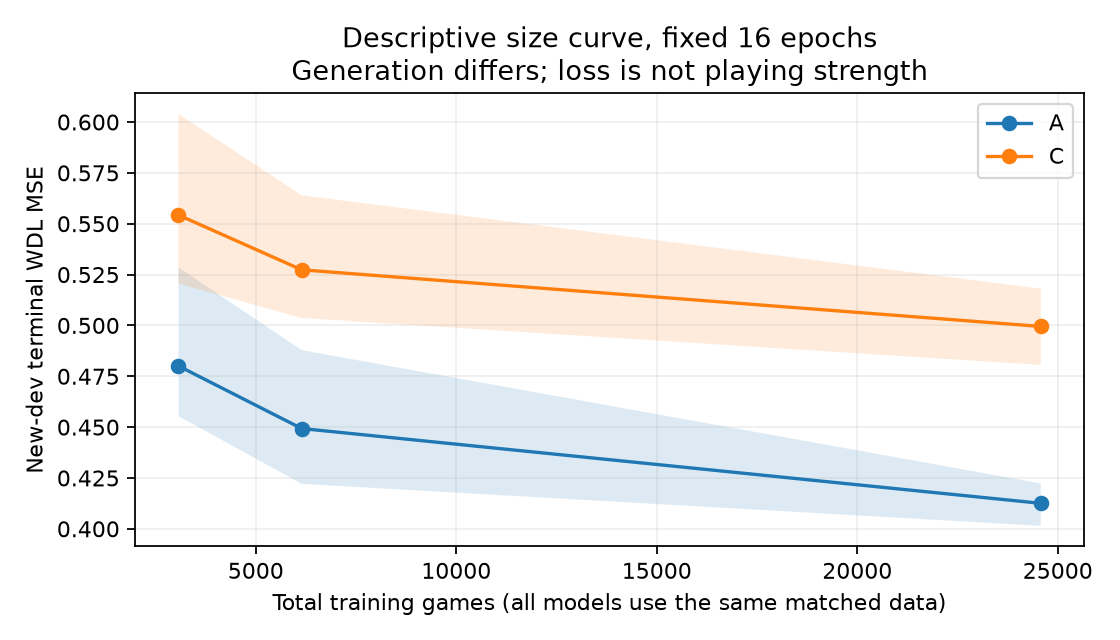 Descriptive size curve, fixed 16 epochs
Generation differs; loss is not playing strength
A
C
New-dev terminal WDL MSE
0.600
0.575
0.550
0.525
0.500
0.475
0.450
0.425
0.400
5000 10000 15000 20000 25000
Total training games (all models use the same matched data)